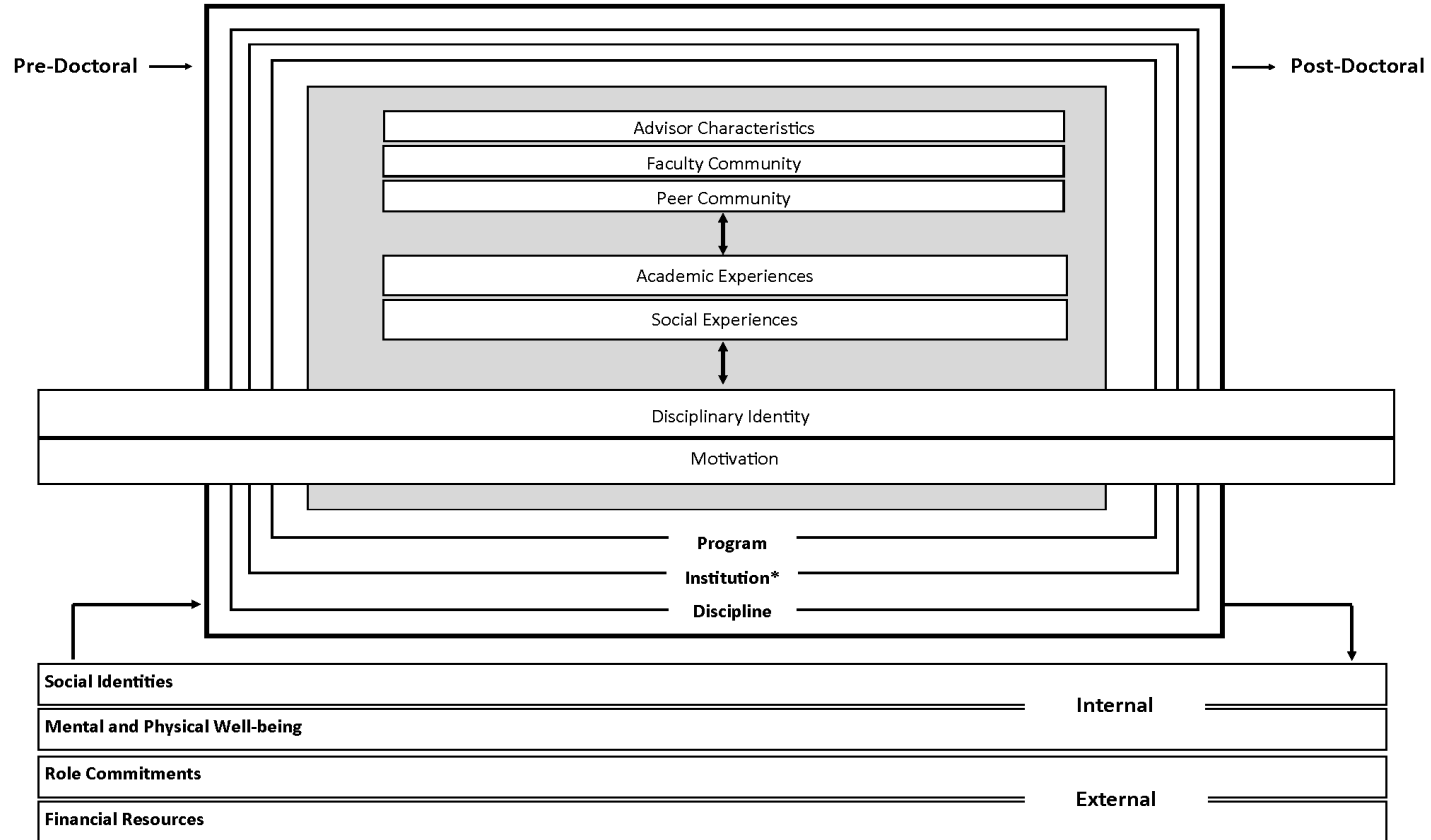 Pre-Doctoral
Post-Doctoral
Advisor Characteristics
Faculty Community
Peer Community
Academic Experiences
Social Experiences
Disciplinary Identity
Motivation
Program
Institution*
Discipline
Social Identities
Internal
Mental and Physical Well-being
Role Commitments
External
Financial Resources